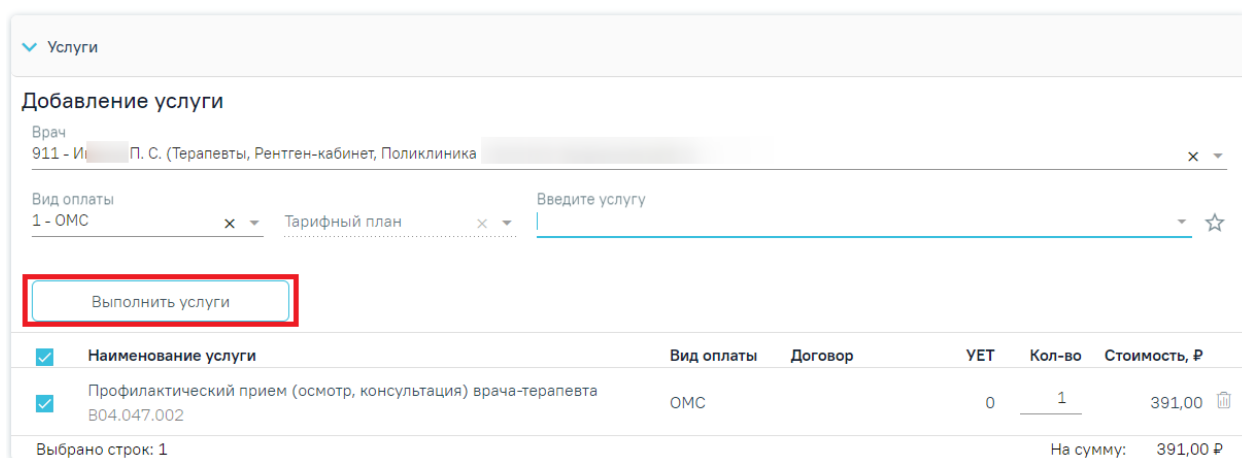 Услуги
Добавление услуги
Врач
911 - И П. С. (Терапевты, Рентген-кабинет, Поликлиника
Вид оплаты
1 - ОМС
Тарифный план
Введите услугу
Выполнить услуги
Наименование услуги Вид оплаты Договор УЕТ Кол-во Стоимость, ₽
Профилактический прием (осмотр, консультация) врача-терапевта ОМС 0 1 391,00
B04.047.002
Выбрано строк: 1 На сумму: 391,00 ₽